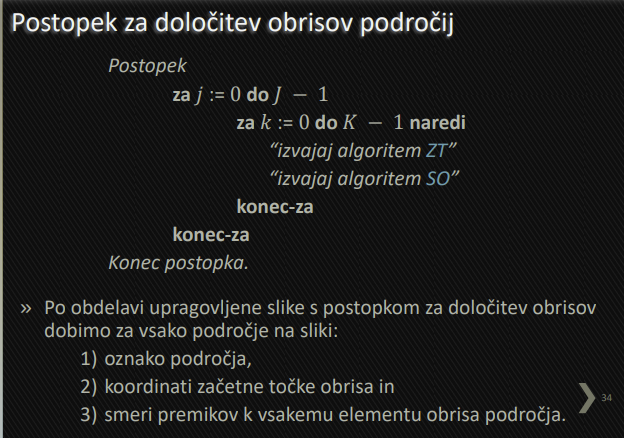 Postopek za določitev obrisov področij
Postopek
za j := 0 do J − 1
za k := 0 do K − 1 naredi
“izvajaj algoritem ZT”
“izvajaj algoritem SO”
konec-za
konec-za
Konec postopka.
» Po obdelavi upragovljene slike s postopkom za določitev obrisov
dobimo za vsako področje na sliki:
1) oznako področja,
2) koordinati začetne točke obrisa in
3) smeri premikov k vsakemu elementu obrisa področja.
34